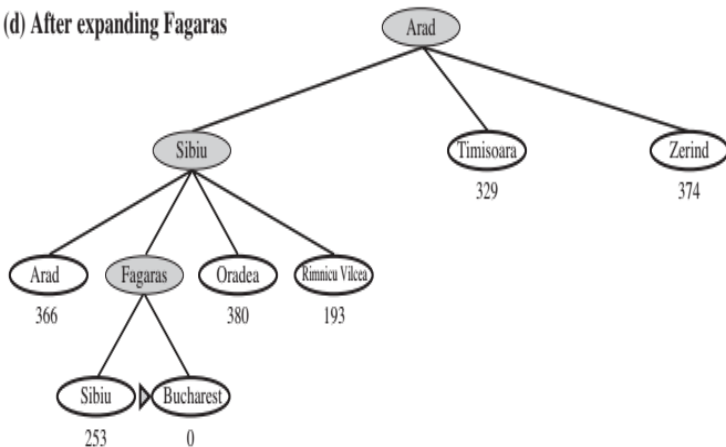 (d) After expanding Fagaras
Arad
Sibiu
Timisoara
Zerind
329
374
Arad
Fagaras
Oradea
Rimnicu Vilcea
366
380
193
Sibiu
Bucharest
253
0